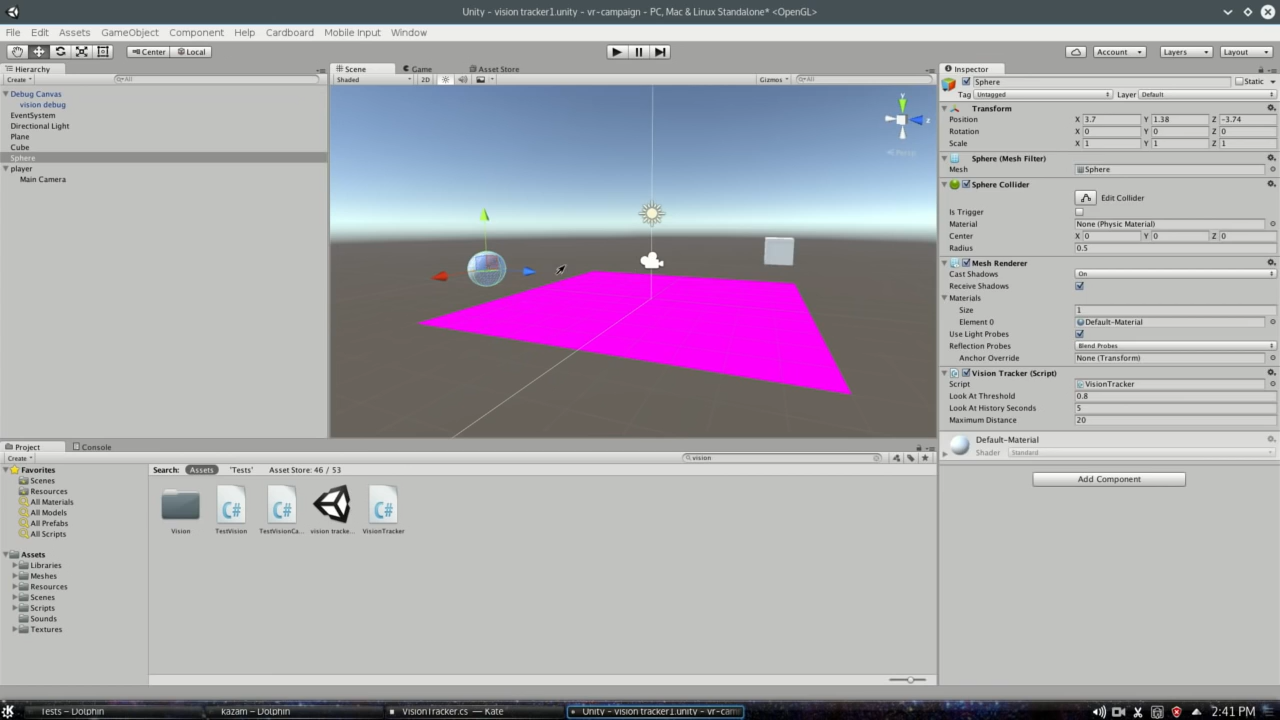 Unity - vision tracker1.unity - vr-campaign - PC, Mac & Linux Standalone* <OpenGL>
File Edit Assets GameObject Component Help Cardboard Mobile Input Window
Center Local Account Layers Layout
Hierarchy
Create All
Debug Canvas
vision debug
EventSystem
Directional Light
Plane
Cube
Sphere
player
Main Camera
Scene Game Asset Store
Shaded 2D Gizmos All
y
z
Persp
Inspector
Sphere Static
Tag Untagged Layer Default
Transform
Position X 3.7 Y 1.38 Z -3.74
Rotation X 0 Y 0 Z 0
Scale X 1 Y 1 Z 1
Sphere (Mesh Filter)
Mesh Sphere
Sphere Collider
Edit Collider
Is Trigger
Material None (Physic Material)
Center X 0 Y 0 Z 0
Radius 0.5
Mesh Renderer
Cast Shadows On
Receive Shadows
Materials
Size 1
Element 0 Default-Material
Use Light Probes
Reflection Probes Blend Probes
Anchor Override None (Transform)
Vision Tracker (Script)
Script VisionTracker
Look At Threshold 0.8
Look At History Seconds 5
Maximum Distance 20
Default-Material
Shader Standard
Add Component
Project Console
Create vision
Favorites
Scenes
Resources
All Materials
All Models
All Prefabs
All Scripts
Assets
Libraries
Meshes
Resources
Scenes
Scripts
Sounds
Textures
Search: Assets 'Tests' Asset Store: 46 / 53
C# C# C#
Vision TestVision TestVisionCa... vision tracke... VisionTracker
Tests – Dolphin kazam – Dolphin VisionTracker.cs — Kate Unity - vision tracker1.unity - vr-cam 2:41 PM